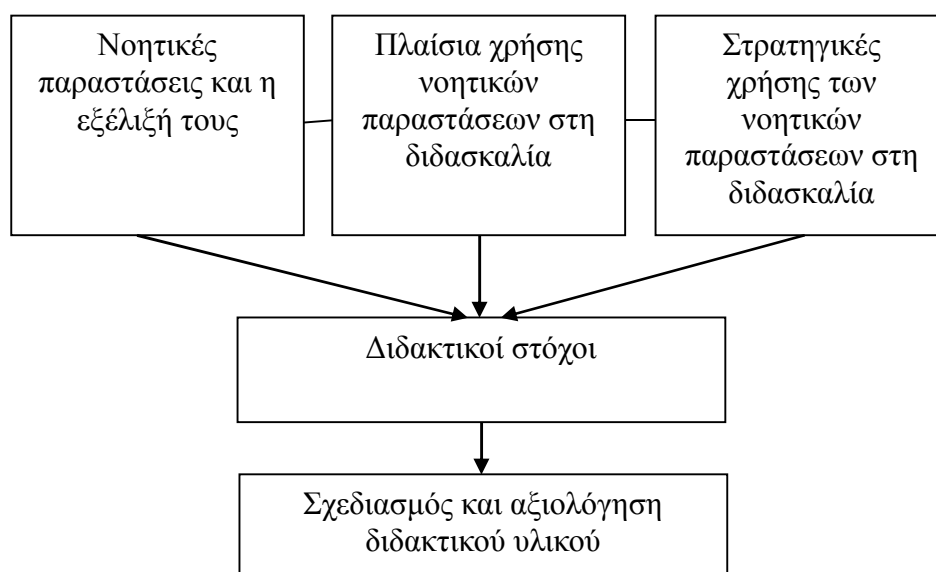 Νοητικές
παραστάσεις και η
εξέλιξή τους
Πλαίσια χρήσης
νοητικών
παραστάσεων στη
διδασκαλία
Στρατηγικές
χρήσης των
νοητικών
παραστάσεων στη
διδασκαλία
Διδακτικοί στόχοι
Σχεδιασμός και αξιολόγηση
διδακτικού υλικού